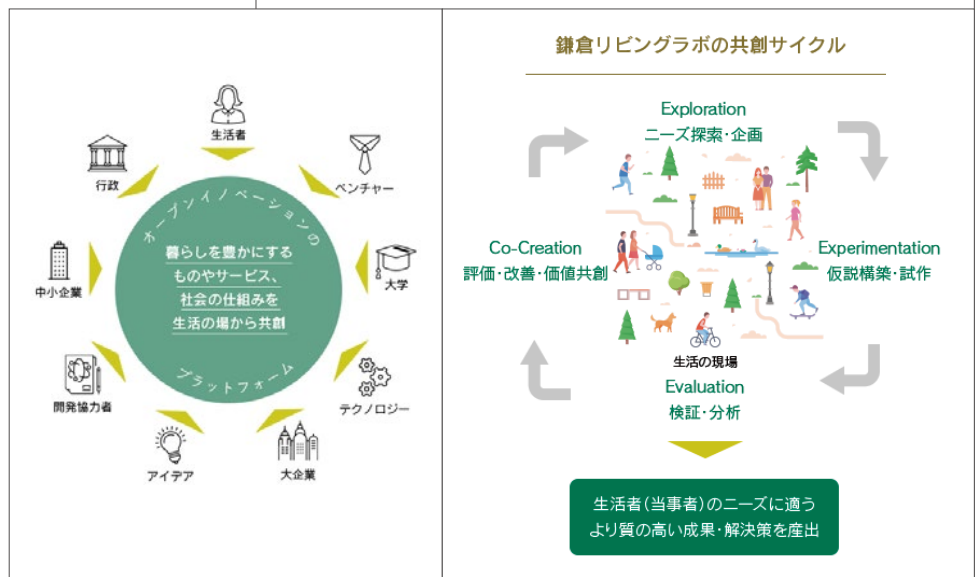 生活者
行政
ベンチャー
中小企業
大学
開発協力者
テクノロジー
アイデア
大企業
オープンイノベーションの
暮らしを豊かにする
ものやサービス、
社会の仕組みを
生活の場から共創
プラットフォーム
鎌倉リビングラボの共創サイクル
Exploration
ニーズ探索・企画
Co-Creation
評価・改善・価値共創
Experimentation
仮説構築・試作
生活の現場
Evaluation
検証・分析
生活者(当事者)のニーズに適う
より質の高い成果・解決策を産出